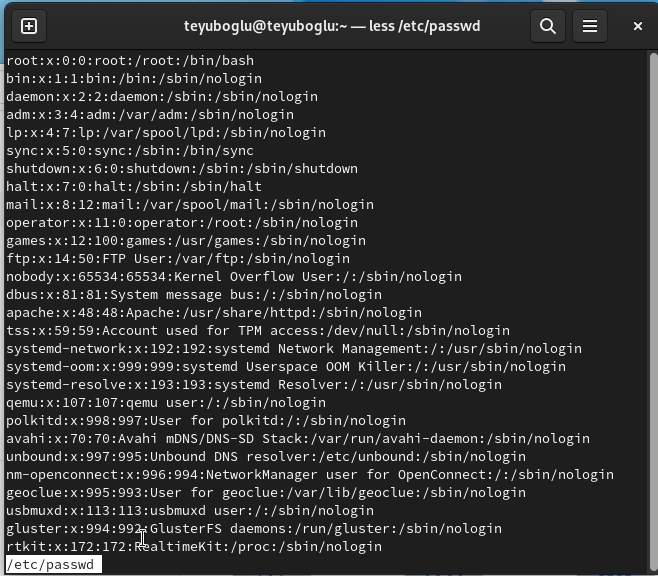 teyuboglu@teyuboglu:~ — less /etc/passwd
root:x:0:0:root:/root:/bin/bash
bin:x:1:1:bin:/bin:/sbin/nologin
daemon:x:2:2:daemon:/sbin:/sbin/nologin
adm:x:3:4:adm:/var/adm:/sbin/nologin
lp:x:4:7:lp:/var/spool/lpd:/sbin/nologin
sync:x:5:0:sync:/sbin:/bin/sync
shutdown:x:6:0:shutdown:/sbin:/sbin/shutdown
halt:x:7:0:halt:/sbin:/sbin/halt
mail:x:8:12:mail:/var/spool/mail:/sbin/nologin
operator:x:11:0:operator:/root:/sbin/nologin
games:x:12:100:games:/usr/games:/sbin/nologin
ftp:x:14:50:FTP User:/var/ftp:/sbin/nologin
nobody:x:65534:65534:Kernel Overflow User:/:/sbin/nologin
dbus:x:81:81:System message bus:/:/sbin/nologin
apache:x:48:48:Apache:/usr/share/httpd:/sbin/nologin
tss:x:59:59:Account used for TPM access:/dev/null:/sbin/nologin
systemd-network:x:192:192:systemd Network Management:/:/usr/sbin/nologin
systemd-oom:x:999:999:systemd Userspace OOM Killer:/:/usr/sbin/nologin
systemd-resolve:x:193:193:systemd Resolver:/:/usr/sbin/nologin
qemu:x:107:107:qemu user:/:/sbin/nologin
polkitd:x:998:997:User for polkitd:/:/sbin/nologin
avahi:x:70:70:Avahi mDNS/DNS-SD Stack:/var/run/avahi-daemon:/sbin/nologin
unbound:x:997:995:Unbound DNS resolver:/etc/unbound:/sbin/nologin
nm-openconnect:x:996:994:NetworkManager user for OpenConnect:/:/sbin/nologin
geoclue:x:995:993:User for geoclue:/var/lib/geoclue:/sbin/nologin
usbmuxd:x:113:113:usbmuxd user:/:/sbin/nologin
gluster:x:994:992:GlusterFS daemons:/run/gluster:/sbin/nologin
rtkit:x:172:172:RealtimeKit:/proc:/sbin/nologin
/etc/passwd